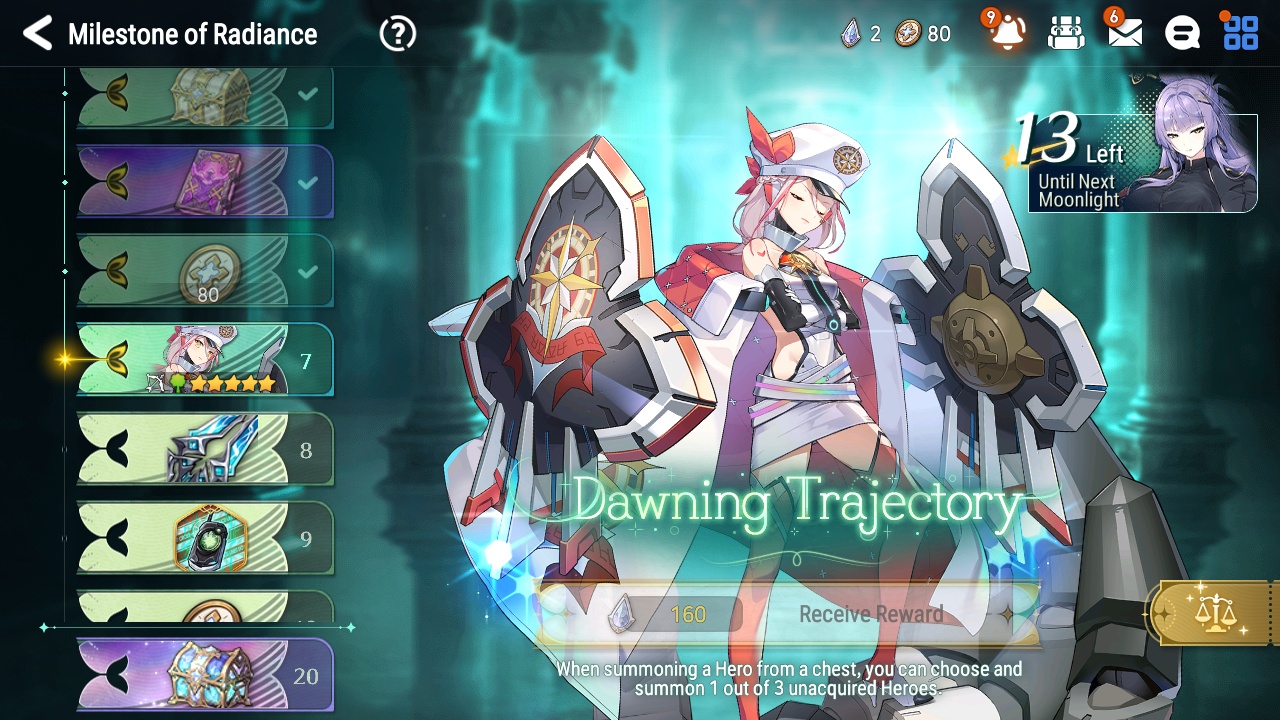 Milestone of Radiance
?
2
80
9
6
13 Left
Until Next
Moonlight
80
7
8
9
20
Dawning Trajectory
160
Receive Reward
When summoning a Hero from a chest, you can choose and
summon 1 out of 3 unacquired Heroes.